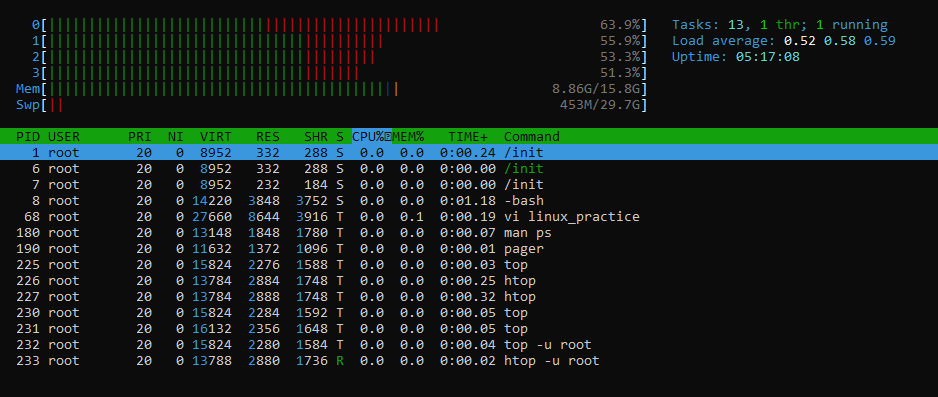 0[||||||||||||||||||||||||||||||||||||||||||||||||| 63.9%] Tasks: 13, 1 thr; 1 running
1[|||||||||||||||||||||||||||||||||||||||||| 55.9%] Load average: 0.52 0.58 0.59
2[||||||||||||||||||||||||||||||||||||||||| 53.3%] Uptime: 05:17:08
3[||||||||||||||||||||||||||||||||||||||| 51.3%]
Mem[|||||||||||||||||||||||||||||||||||||||||||| 8.86G/15.8G]
Swp[|| 453M/29.7G]
PID USER PRI NI VIRT RES SHR S CPU% MEM% TIME+ Command
1 root 20 0 8952 332 288 S 0.0 0.0 0:00.24 /init
6 root 20 0 8952 332 288 S 0.0 0.0 0:00.00 /init
7 root 20 0 8952 232 184 S 0.0 0.0 0:00.00 /init
8 root 20 0 14220 3848 3752 S 0.0 0.0 0:01.18 -bash
68 root 20 0 27660 8644 3916 T 0.0 0.1 0:00.19 vi linux_practice
180 root 20 0 13148 1848 1780 T 0.0 0.0 0:00.07 man ps
190 root 20 0 11632 1372 1096 T 0.0 0.0 0:00.01 pager
225 root 20 0 15824 2276 1588 T 0.0 0.0 0:00.03 top
226 root 20 0 13784 2884 1748 T 0.0 0.0 0:00.25 htop
227 root 20 0 13784 2888 1748 T 0.0 0.0 0:00.32 htop
230 root 20 0 15824 2284 1592 T 0.0 0.0 0:00.05 top
231 root 20 0 16132 2356 1648 T 0.0 0.0 0:00.05 top
232 root 20 0 15824 2280 1584 T 0.0 0.0 0:00.04 top -u root
233 root 20 0 13788 2880 1736 R 0.0 0.0 0:00.02 htop -u root